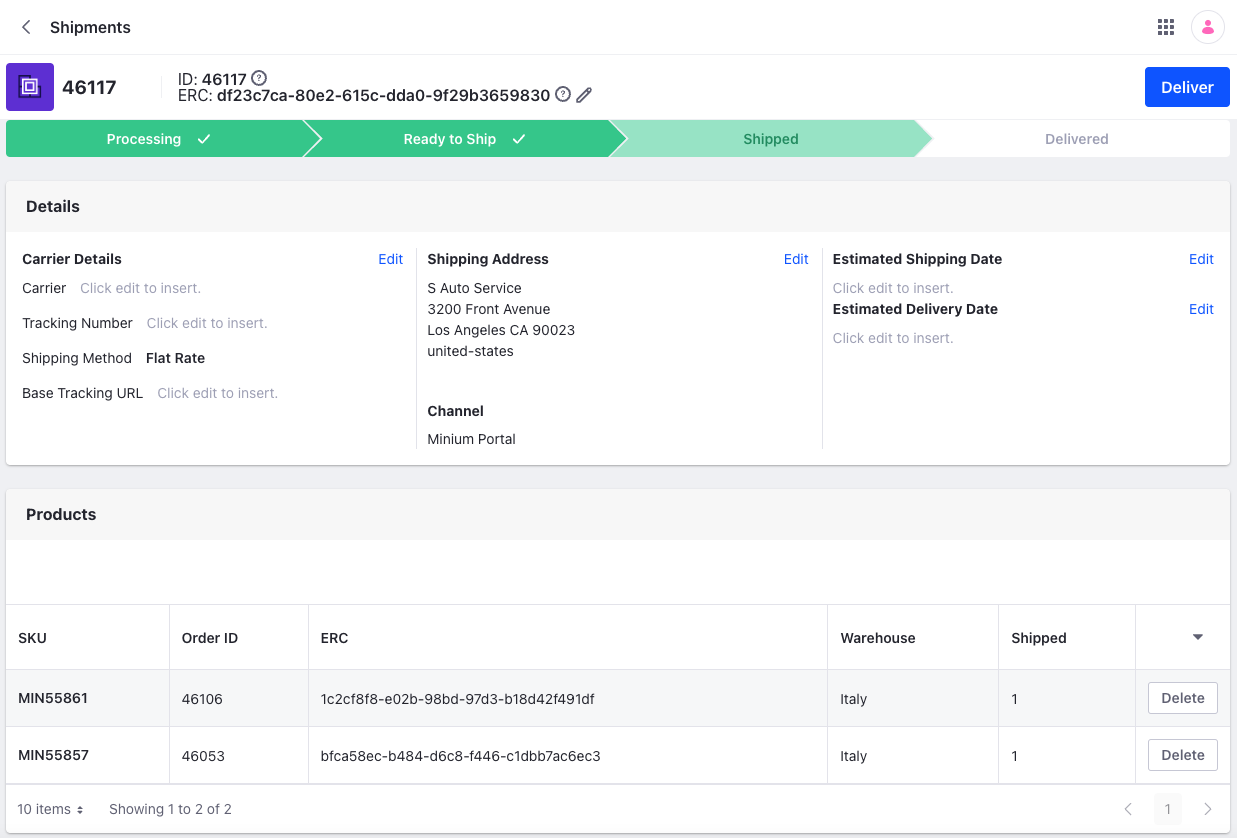 Shipments
46117
ID: 46117
ERC: df23c7ca-80e2-615c-dda0-9f29b3659830
Deliver
Processing
Ready to Ship
Shipped
Delivered
Details
Carrier Details Edit
Carrier Click edit to insert.
Tracking Number Click edit to insert.
Shipping Method Flat Rate
Base Tracking URL Click edit to insert.
Shipping Address Edit
S Auto Service
3200 Front Avenue
Los Angeles CA 90023
united-states
Channel
Minium Portal
Estimated Shipping Date Edit
Click edit to insert.
Estimated Delivery Date Edit
Click edit to insert.
Products
SKU Order ID ERC Warehouse Shipped
MIN55861 46106 1c2cf8f8-e02b-98bd-97d3-b18d42f491df Italy 1 Delete
MIN55857 46053 bfca58ec-b484-d6c8-f446-c1dbb7ac6ec3 Italy 1 Delete
10 items Showing 1 to 2 of 2 1